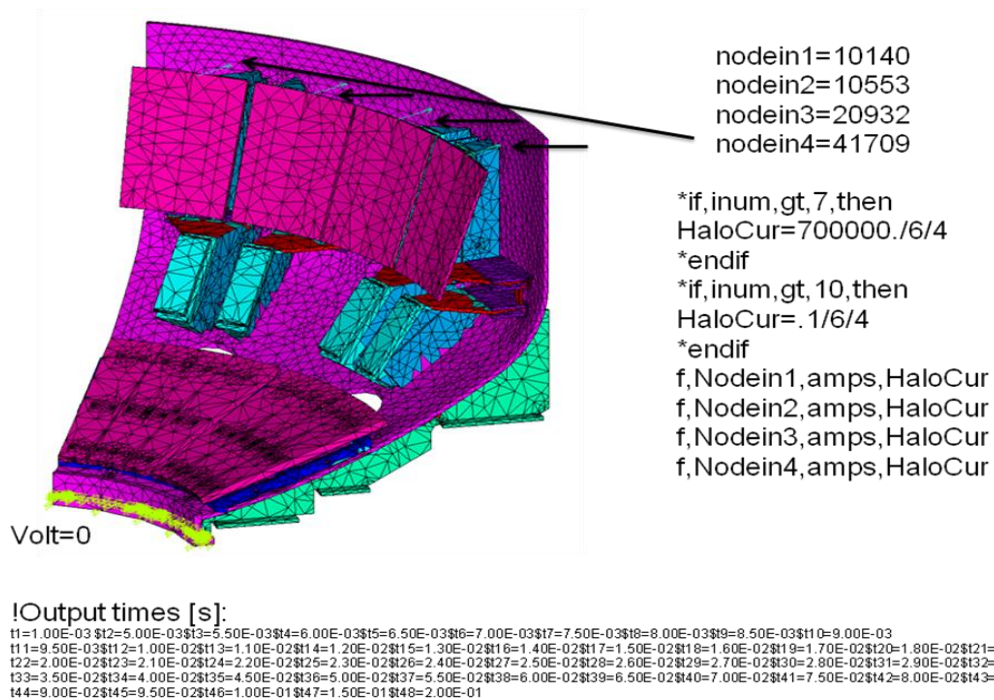 nodein1=10140
nodein2=10553
nodein3=20932
nodein4=41709
*if,inum,gt,7,then
HaloCur=700000./6/4
*endif
*if,inum,gt,10,then
HaloCur=.1/6/4
*endif
f,Nodein1,amps,HaloCur
f,Nodein2,amps,HaloCur
f,Nodein3,amps,HaloCur
f,Nodein4,amps,HaloCur
Volt=0
!Output times [s]:
t1=1.00E-03 $t2=5.00E-03$t3=5.50E-03$t4=6.00E-03$t5=6.50E-03$t6=7.00E-03$t7=7.50E-03$t8=8.00E-03$t9=8.50E-03$t10=9.00E-03
t11=9.50E-03$t12=1.00E-02$t13=1.10E-02$t14=1.20E-02$t15=1.30E-02$t16=1.40E-02$t17=1.50E-02$t18=1.60E-02$t19=1.70E-02$t20=1.80E-02$t21=
t22=2.00E-02$t23=2.10E-02$t24=2.20E-02$t25=2.30E-02$t26=2.40E-02$t27=2.50E-02$t28=2.60E-02$t29=2.70E-02$t30=2.80E-02$t31=2.90E-02$t32=
t33=3.50E-02$t34=4.00E-02$t35=4.50E-02$t36=5.00E-02$t37=5.50E-02$t38=6.00E-02$t39=6.50E-02$t40=7.00E-02$t41=7.50E-02$t42=8.00E-02$t43=
t44=9.00E-02$t45=9.50E-02$t46=1.00E-01$t47=1.50E-01$t48=2.00E-01